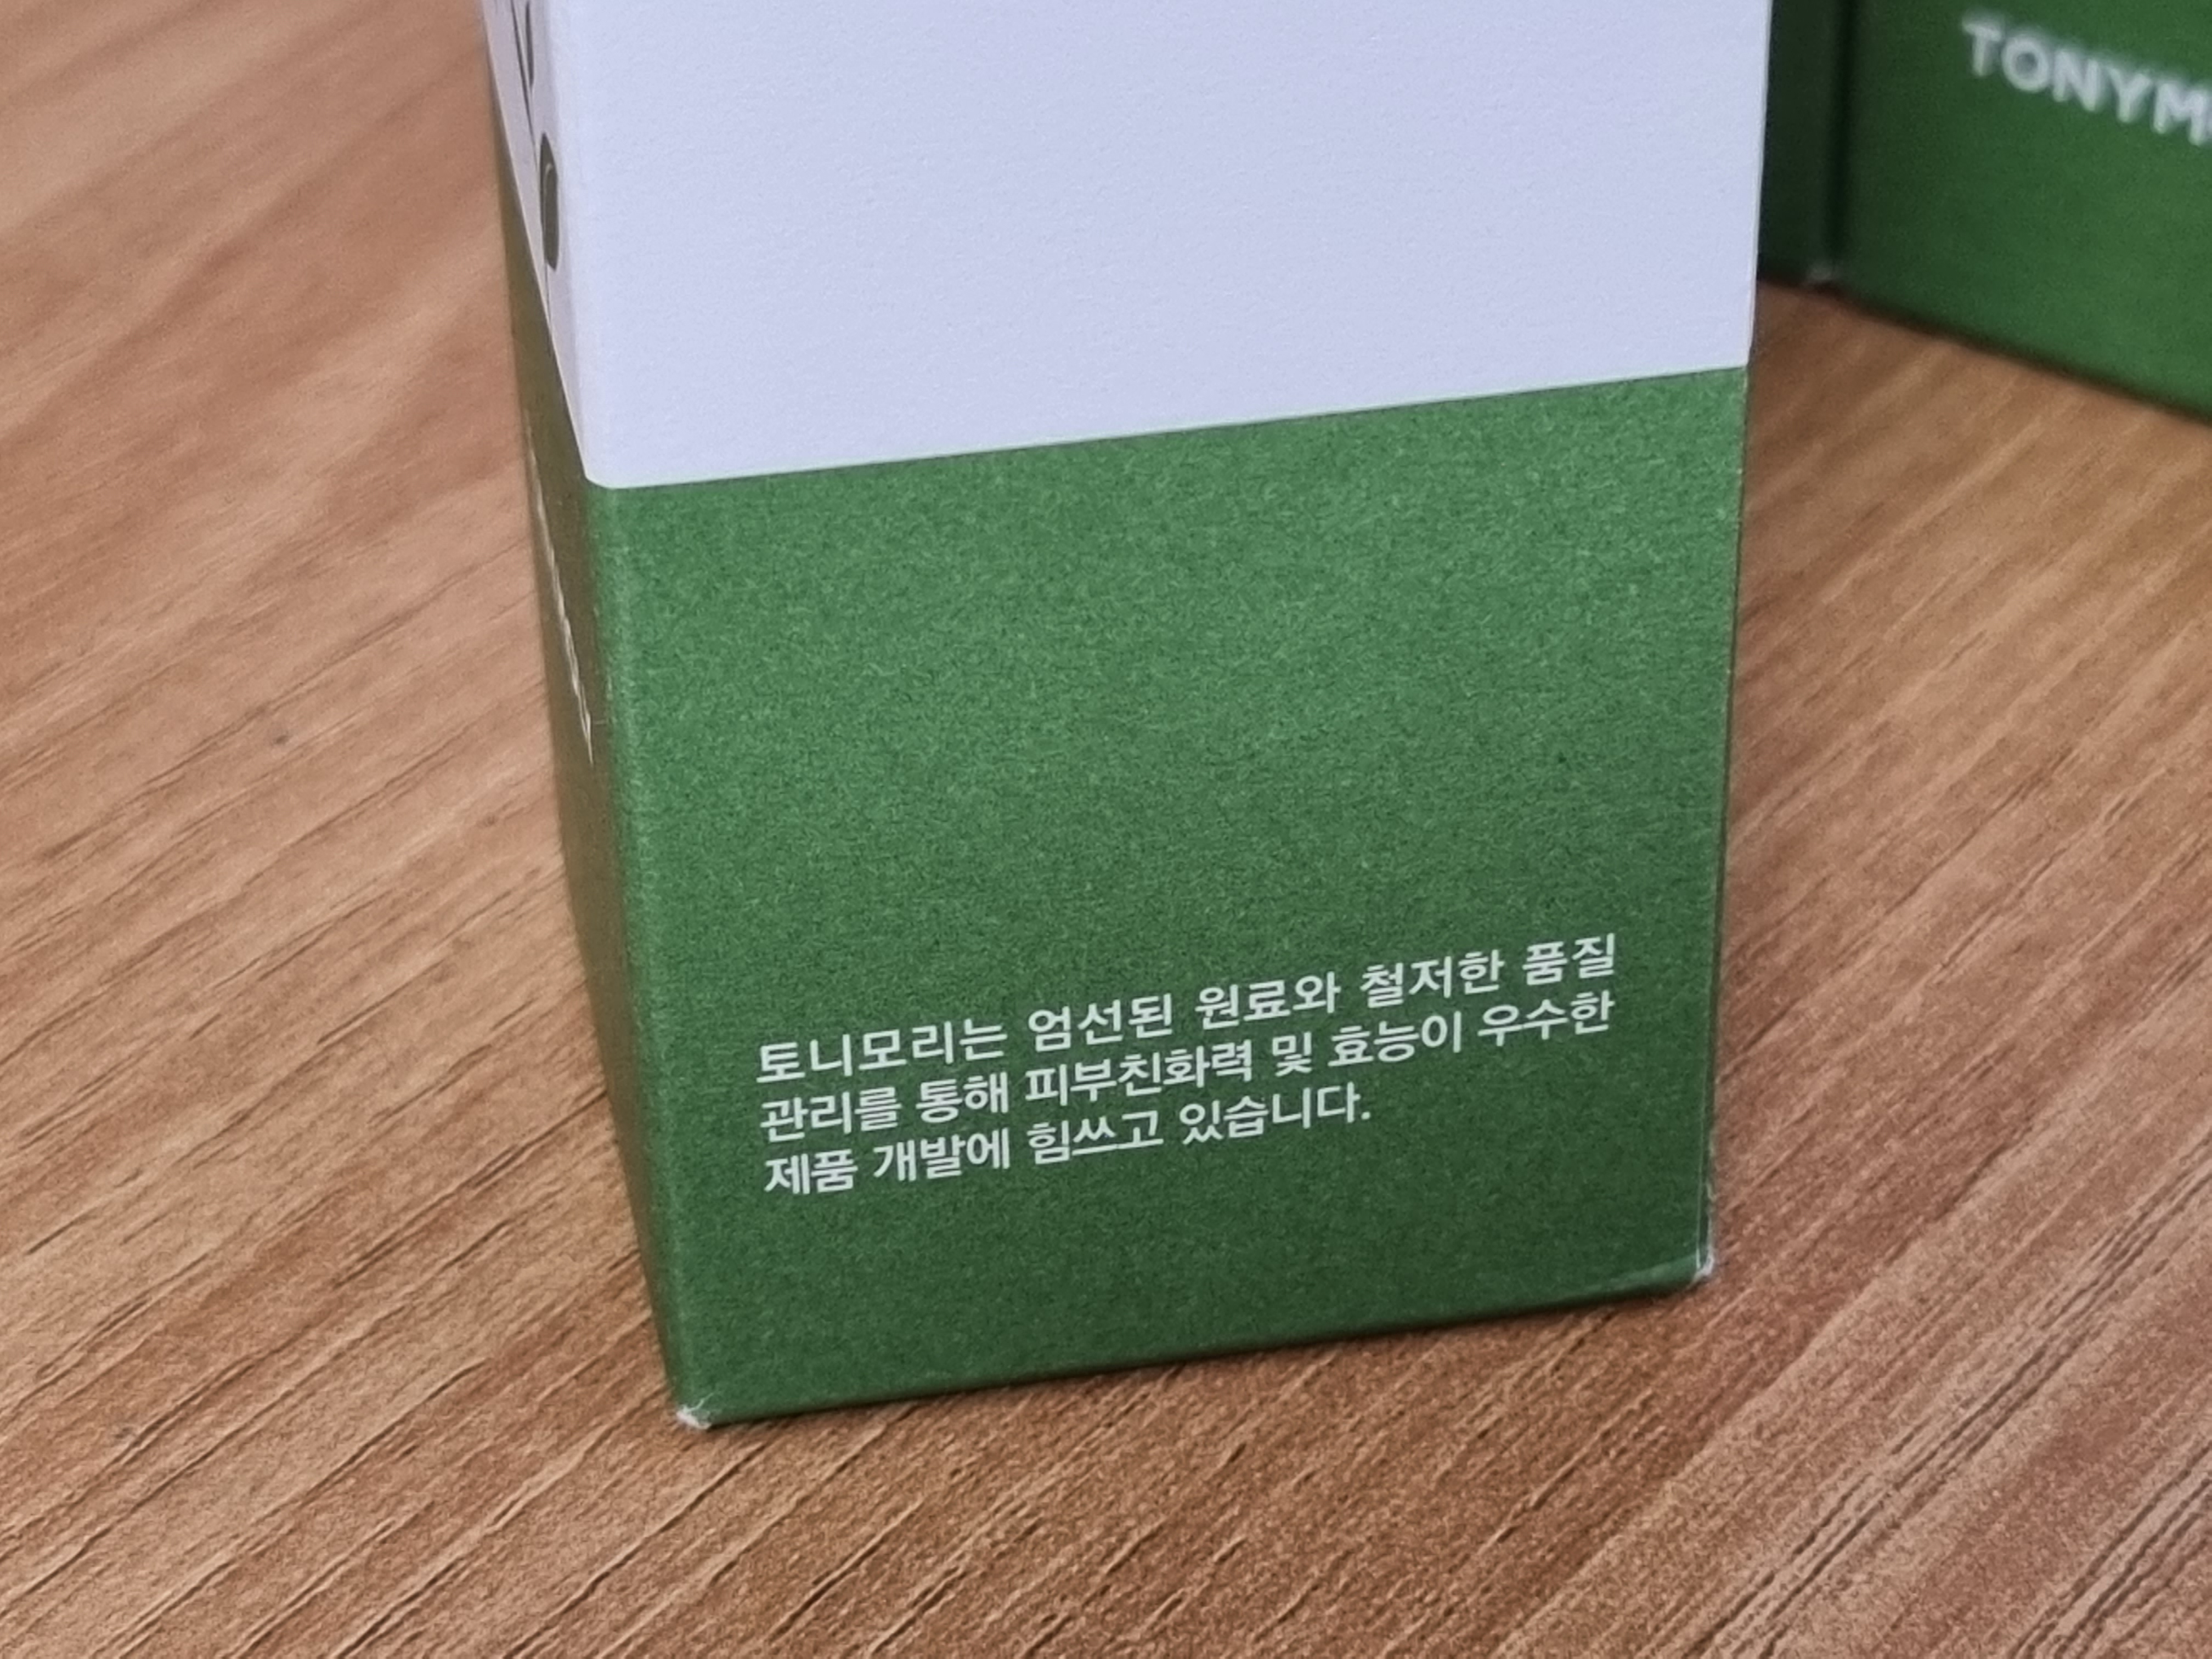 TONYM
토니모리는 엄선된 원료와 철저한 품질
관리를 통해 피부친화력 및 효능이 우수한
제품 개발에 힘쓰고 있습니다.